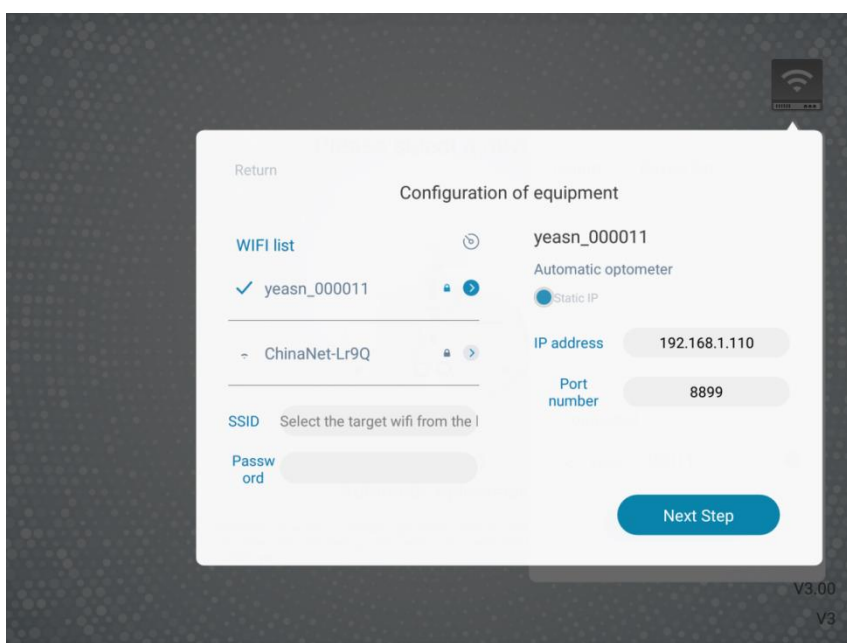 Return
Configuration of equipment
WIFI list
yeasn_000011
ChinaNet-Lr9Q
SSID Select the target wifi from the l
Passw
ord
yeasn_000011
Automatic optometer
Static IP
IP address 192.168.1.110
Port
number
8899
Next Step
V3.00
V3